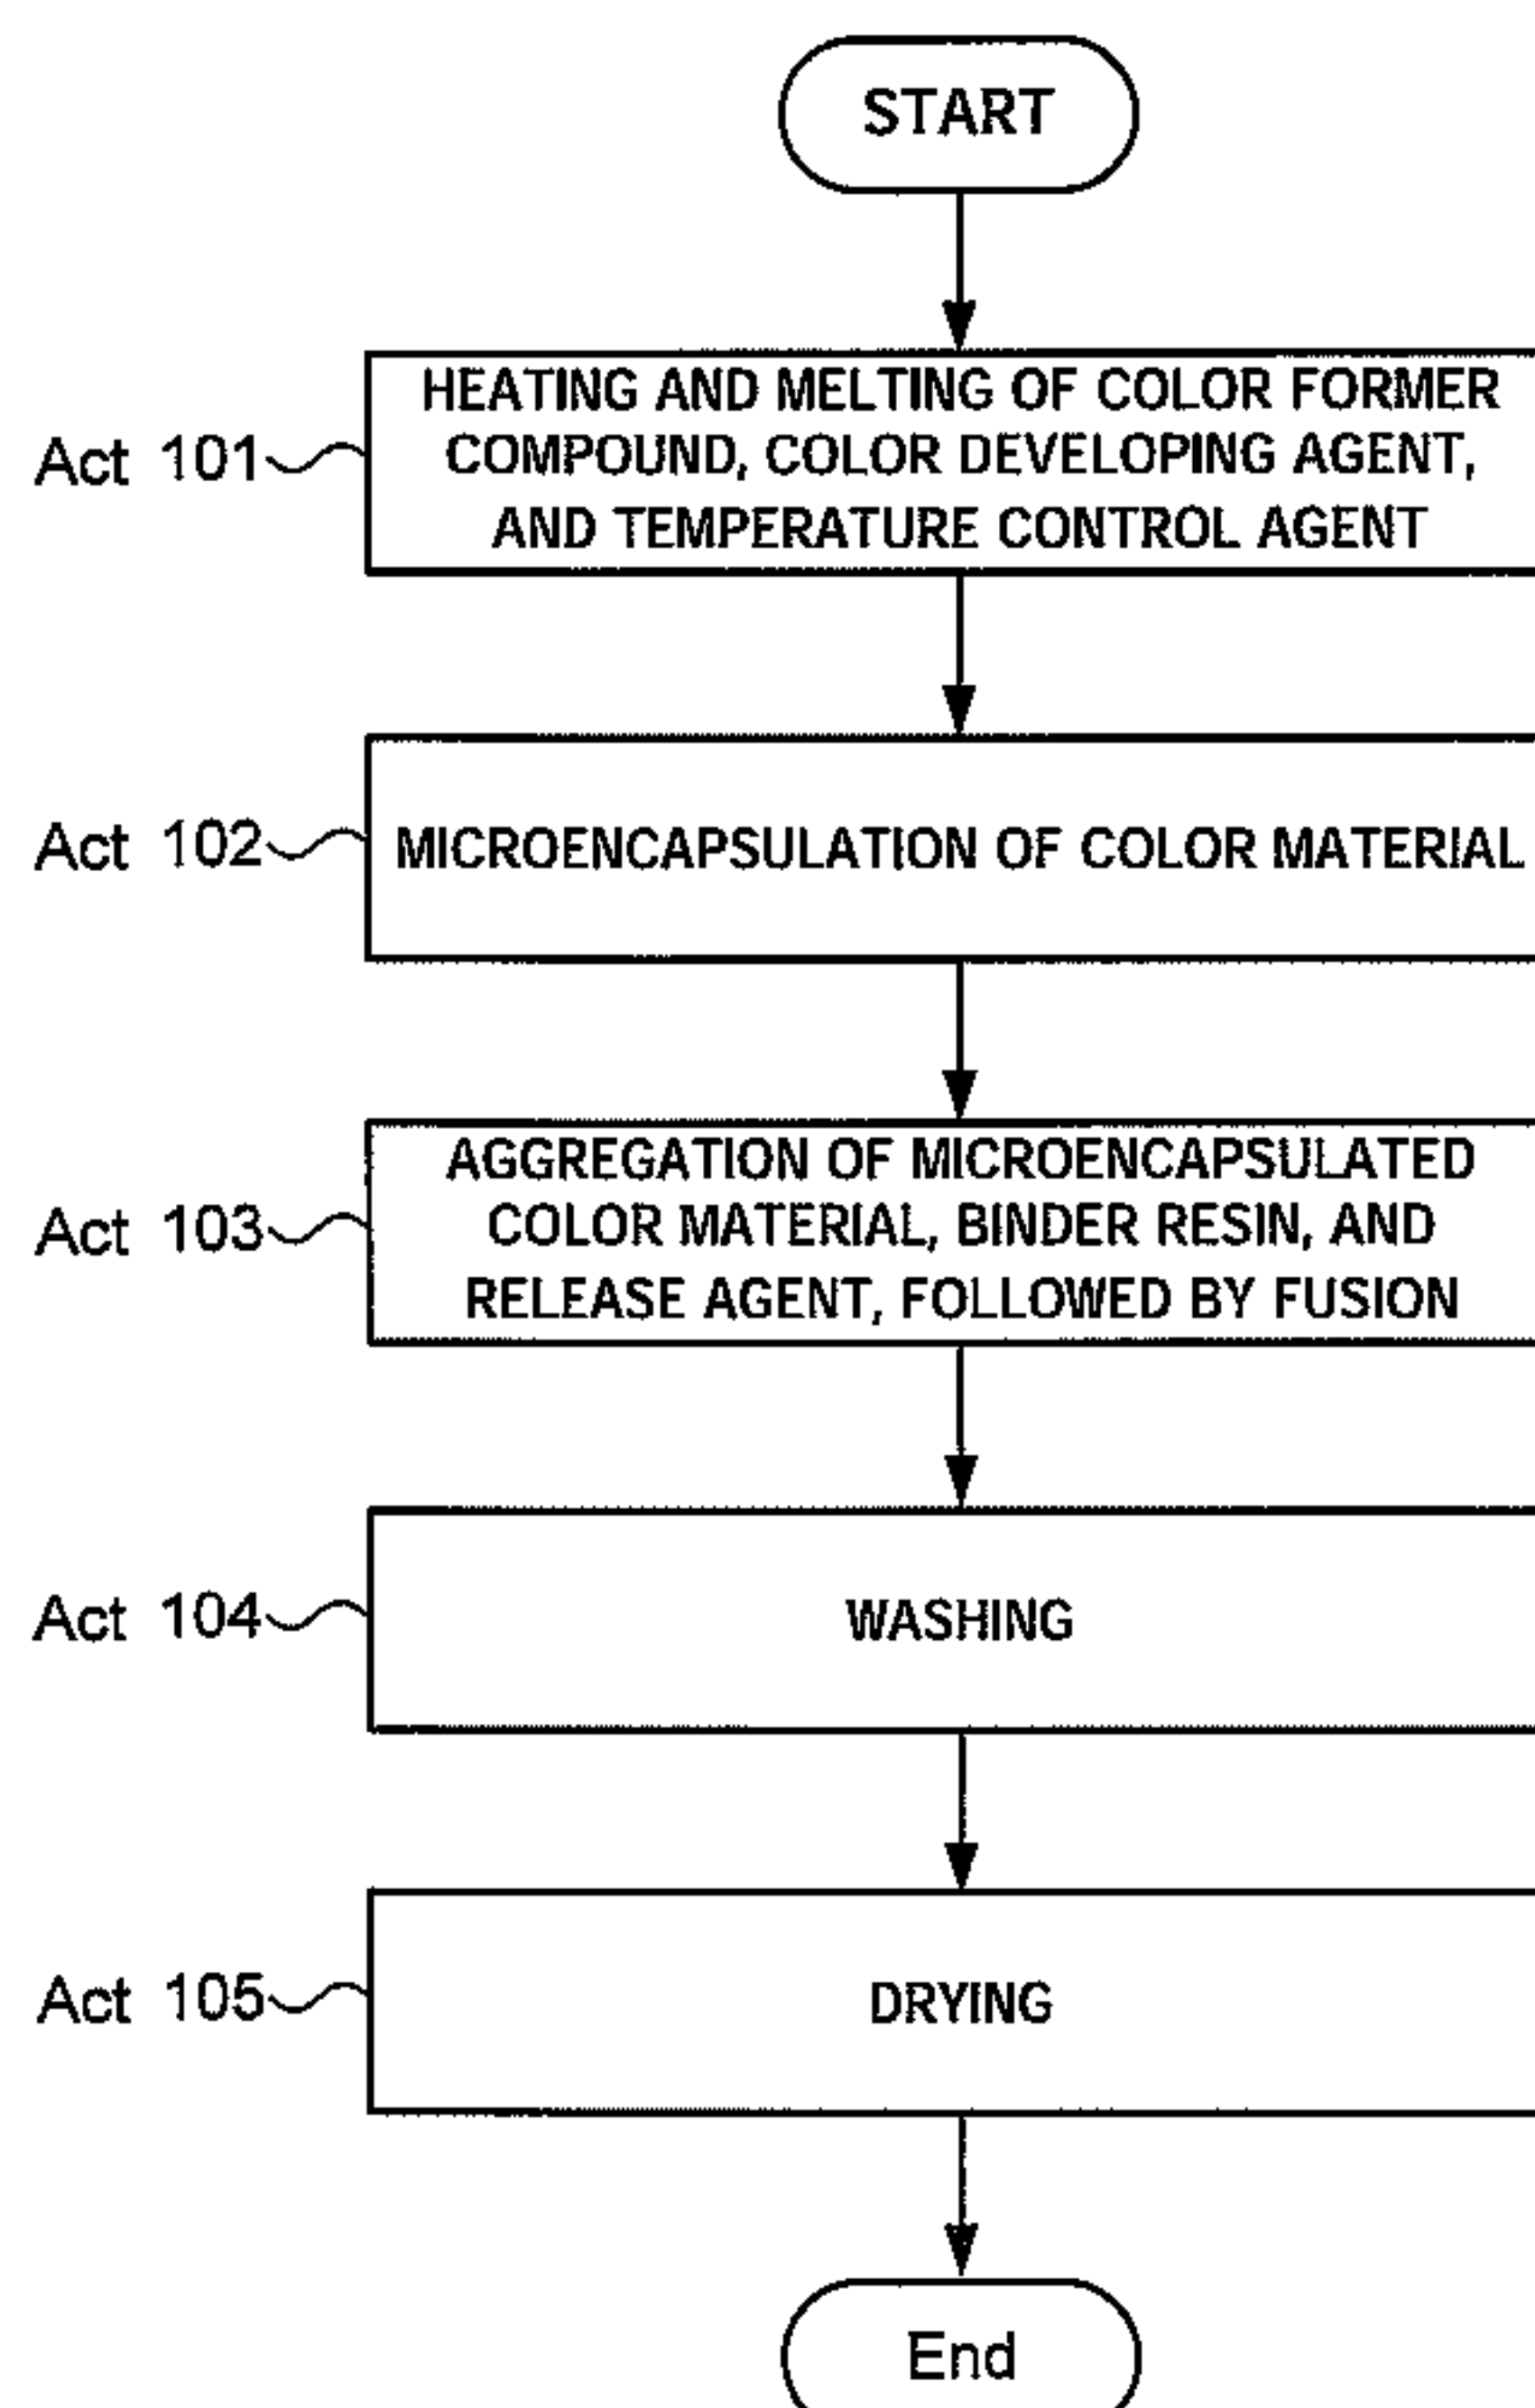 START
Act 101
HEATING AND MELTING OF COLOR FORMER
COMPOUND, COLOR DEVELOPING AGENT,
AND TEMPERATURE CONTROL AGENT
Act 102
MICROENCAPSULATION OF COLOR MATERIAL
Act 103
AGGREGATION OF MICROENCAPSULATED
COLOR MATERIAL, BINDER RESIN, AND
RELEASE AGENT, FOLLOWED BY FUSION
Act 104
WASHING
Act 105
DRYING
End